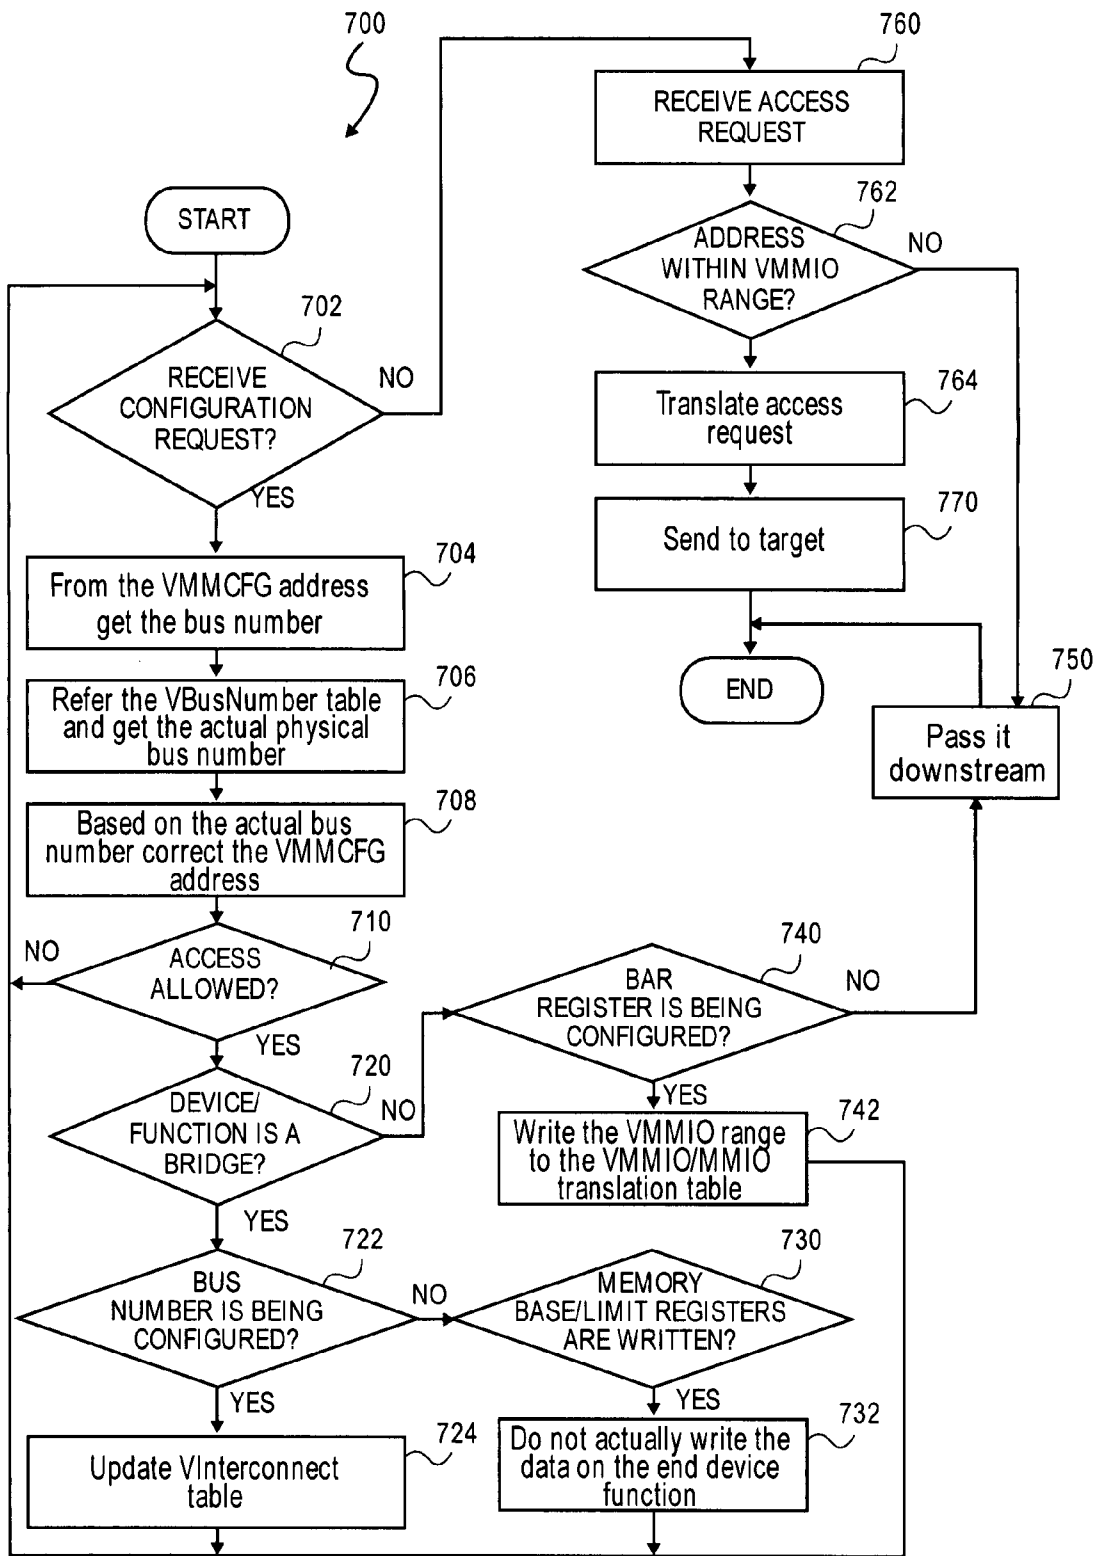 700
START
702
RECEIVE
CONFIGURATION
REQUEST?
NO
YES
704
From the VMMCFG address
get the bus number
706
Refer the VBusNumber table
and get the actual physical
bus number
708
Based on the actual bus
number correct the VMMCFG
address
710
ACCESS
ALLOWED?
NO
YES
720
DEVICE/
FUNCTION IS A
BRIDGE?
NO
YES
722
BUS
NUMBER IS BEING
CONFIGURED?
NO
YES
724
Update VInterconnect
table
730
MEMORY
BASE/LIMIT REGISTERS
ARE WRITTEN?
YES
732
Do not actually write the
data on the end device
function
740
BAR
REGISTER IS BEING
CONFIGURED?
NO
YES
742
Write the VMMIO range
to the VMMIO/MMIO
translation table
750
Pass it
downstream
760
RECEIVE ACCESS
REQUEST
762
ADDRESS
WITHIN VMMIO
RANGE?
NO
764
Translate access
request
770
Send to target
END